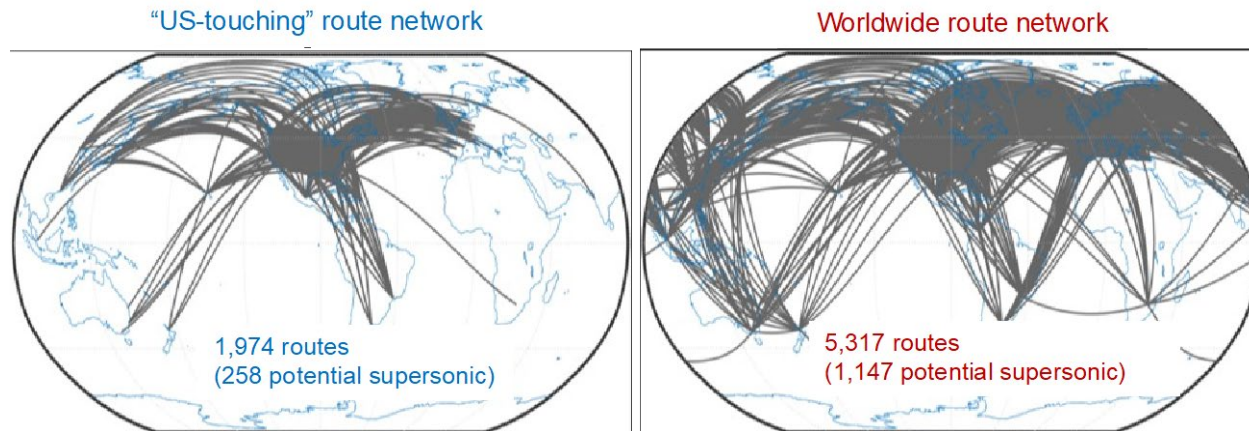 “US-touching” route network
1,974 routes
(258 potential supersonic)
Worldwide route network
5,317 routes
(1,147 potential supersonic)